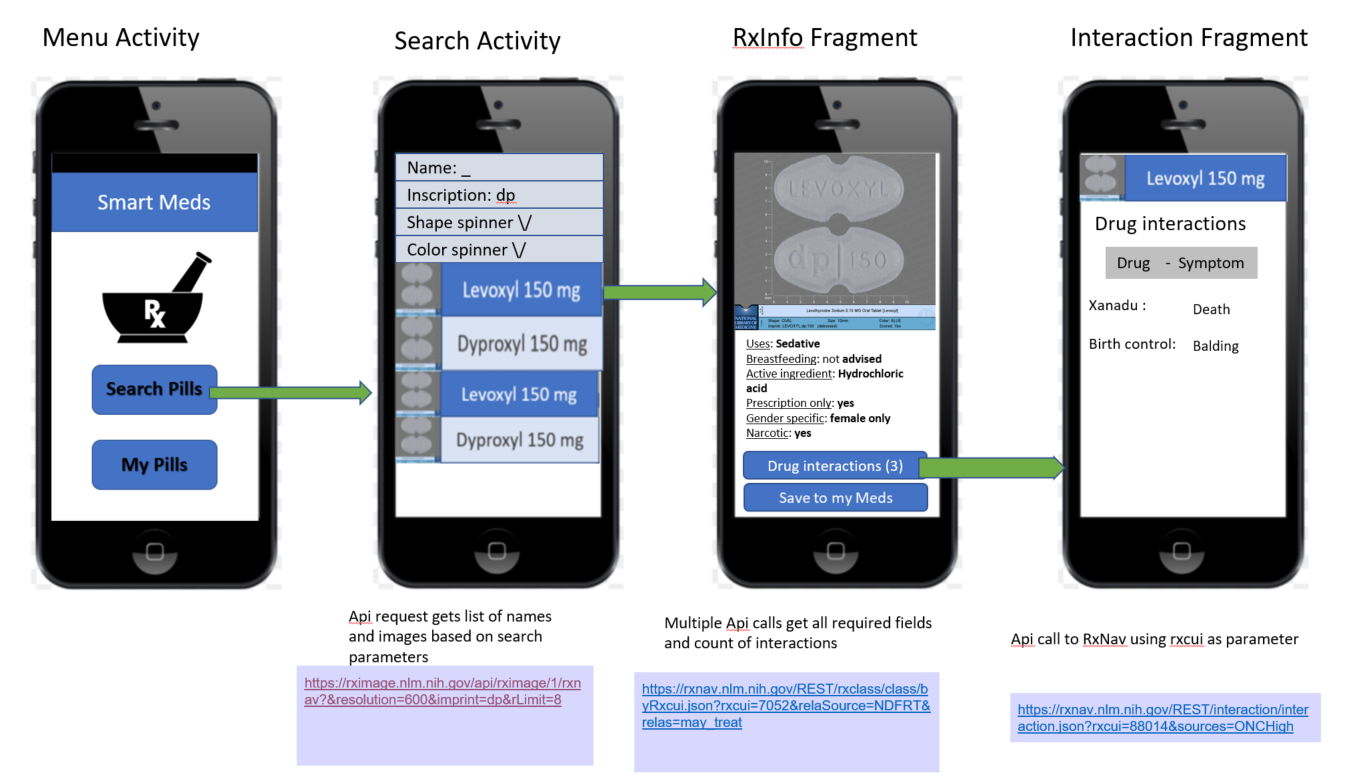 Menu Activity
Search Activity
RxInfo Fragment
Interaction Fragment
Smart Meds
Rx
Search Pills
My Pills
Name: _
Inscription: dp
Shape spinner \/
Color spinner \/
Levoxyl 150 mg
Dyproxyl 150 mg
Levoxyl 150 mg
Dyproxyl 150 mg
LEVOXYL
dp 150
NATIONAL
LIBRARY OF
MEDICINE
Levothyroxine Sodium 0.15 MG Oral Tablet [Levoxyl]
Shape: OVAL Size: 10mm Color: BLUE
Imprint: LEVOXYL;dp;150 (debossed) Scored: Yes
Uses: Sedative
Breastfeeding: not advised
Active ingredient: Hydrochloric
acid
Prescription only: yes
Gender specific: female only
Narcotic: yes
Drug interactions (3)
Save to my Meds
Levoxyl 150 mg
Drug interactions
Drug - Symptom
Xanadu : Death
Birth control: Balding
Api request gets list of names
and images based on search
parameters
https://rximage.nlm.nih.gov/api/rximage/1/rxn
av?&resolution=600&imprint=dp&rLimit=8
Multiple Api calls get all required fields
and count of interactions
https://rxnav.nlm.nih.gov/REST/rxclass/class/b
yRxcui.json?rxcui=7052&relaSource=NDFRT&
relas=may_treat
Api call to RxNav using rxcui as parameter
https://rxnav.nlm.nih.gov/REST/interaction/inter
action.json?rxcui=88014&sources=ONCHigh